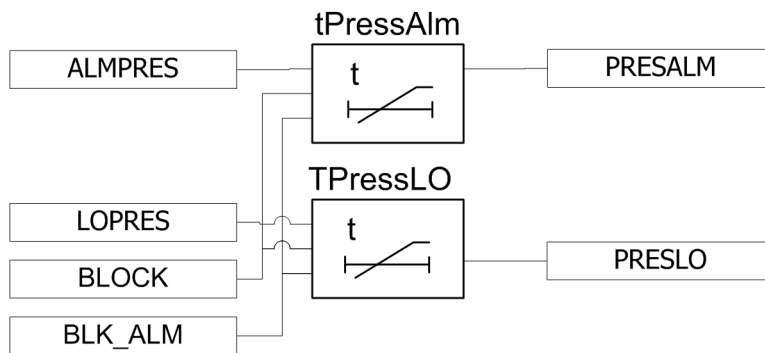 tPressAlm
ALMPRES
t
PRESALM
TPressLO
LOPRES
t
BLOCK
PRESLO
BLK_ALM